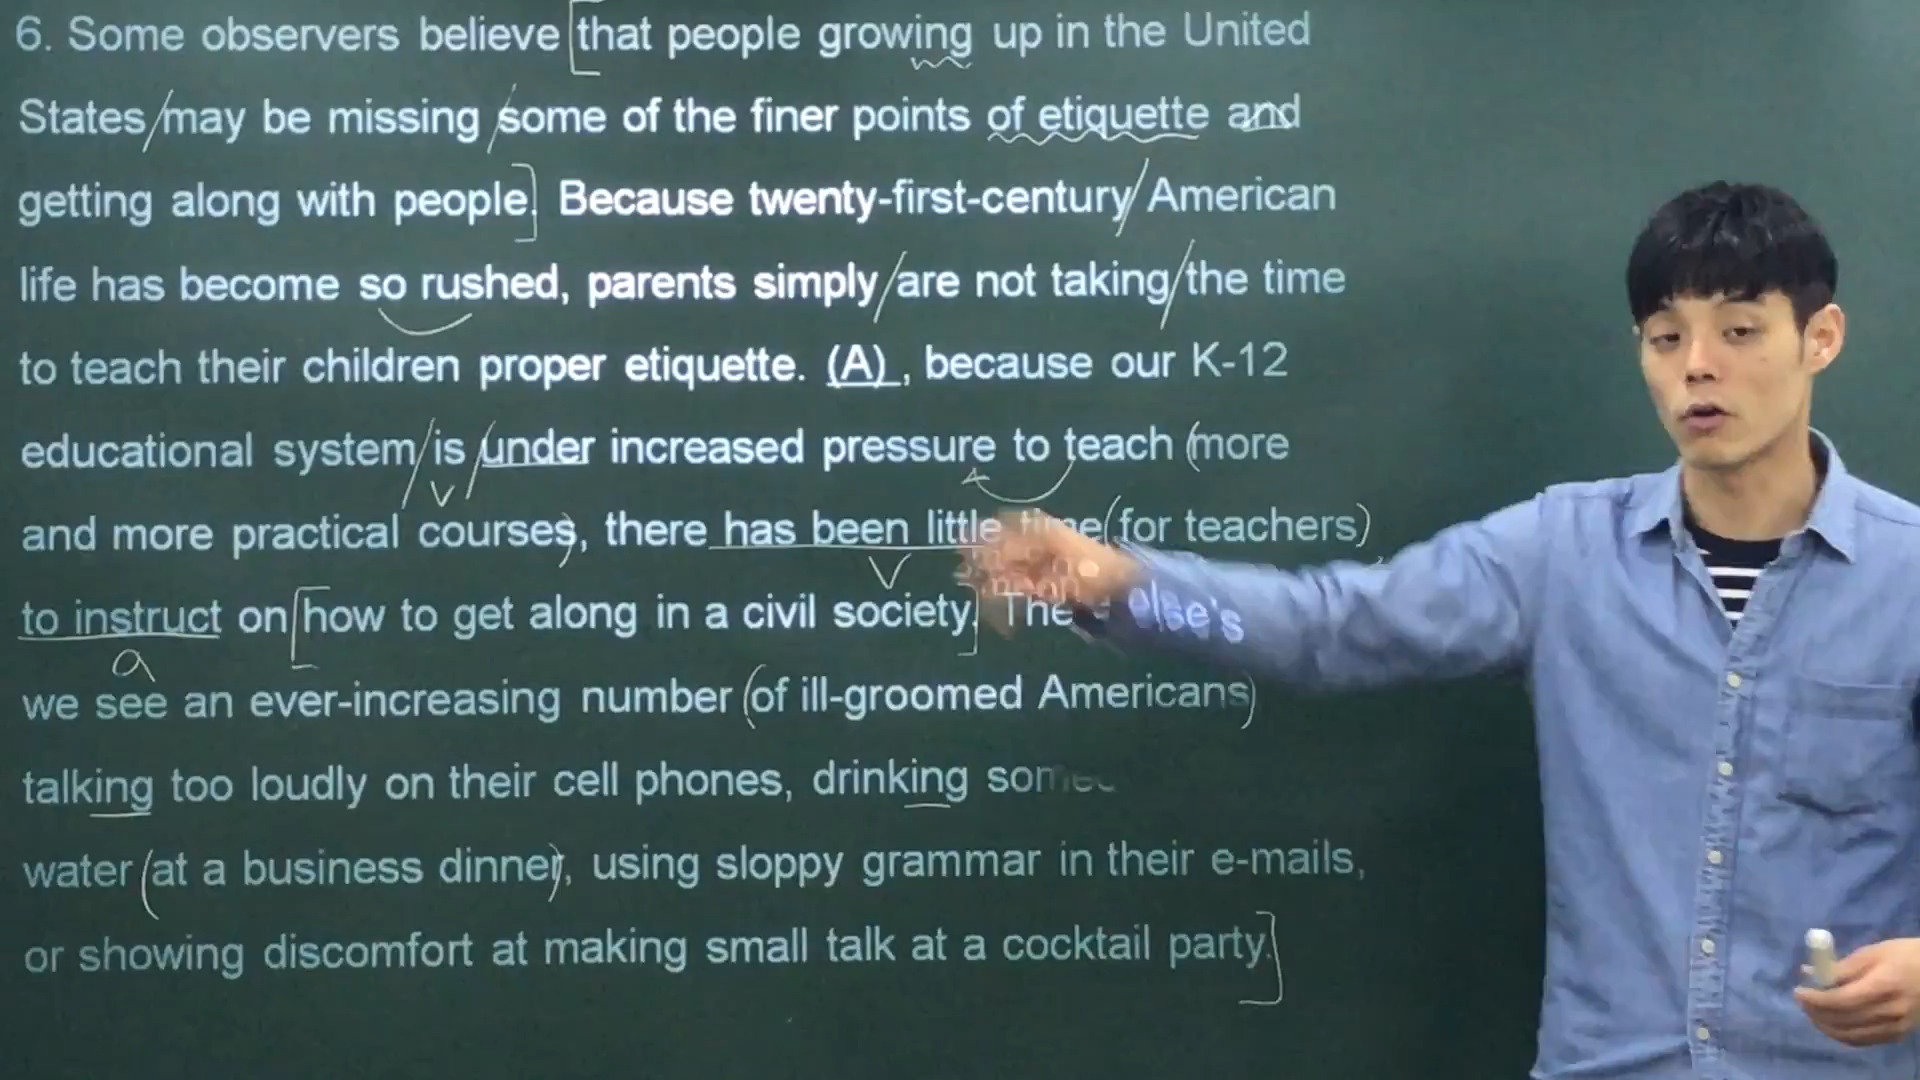 6. Some observers believe [that people growing up in the United
States/may be missing/some of the finer points of etiquette and
getting along with people.] Because twenty-first-century/American
life has become so rushed, parents simply/are not taking/the time
to teach their children proper etiquette. (A) , because our K-12
educational system/is/under increased pressure to teach (more
and more practical courses), there has been little time (for teachers)
V
V
to instruct on [how to get along in a civil society.] else's
a
we see an ever-increasing number (of ill-groomed Americans)
talking too loudly on their cell phones, drinking
water (at a business dinner), using sloppy grammar in their e-mails,
or showing discomfort at making small talk at a cocktail party.]